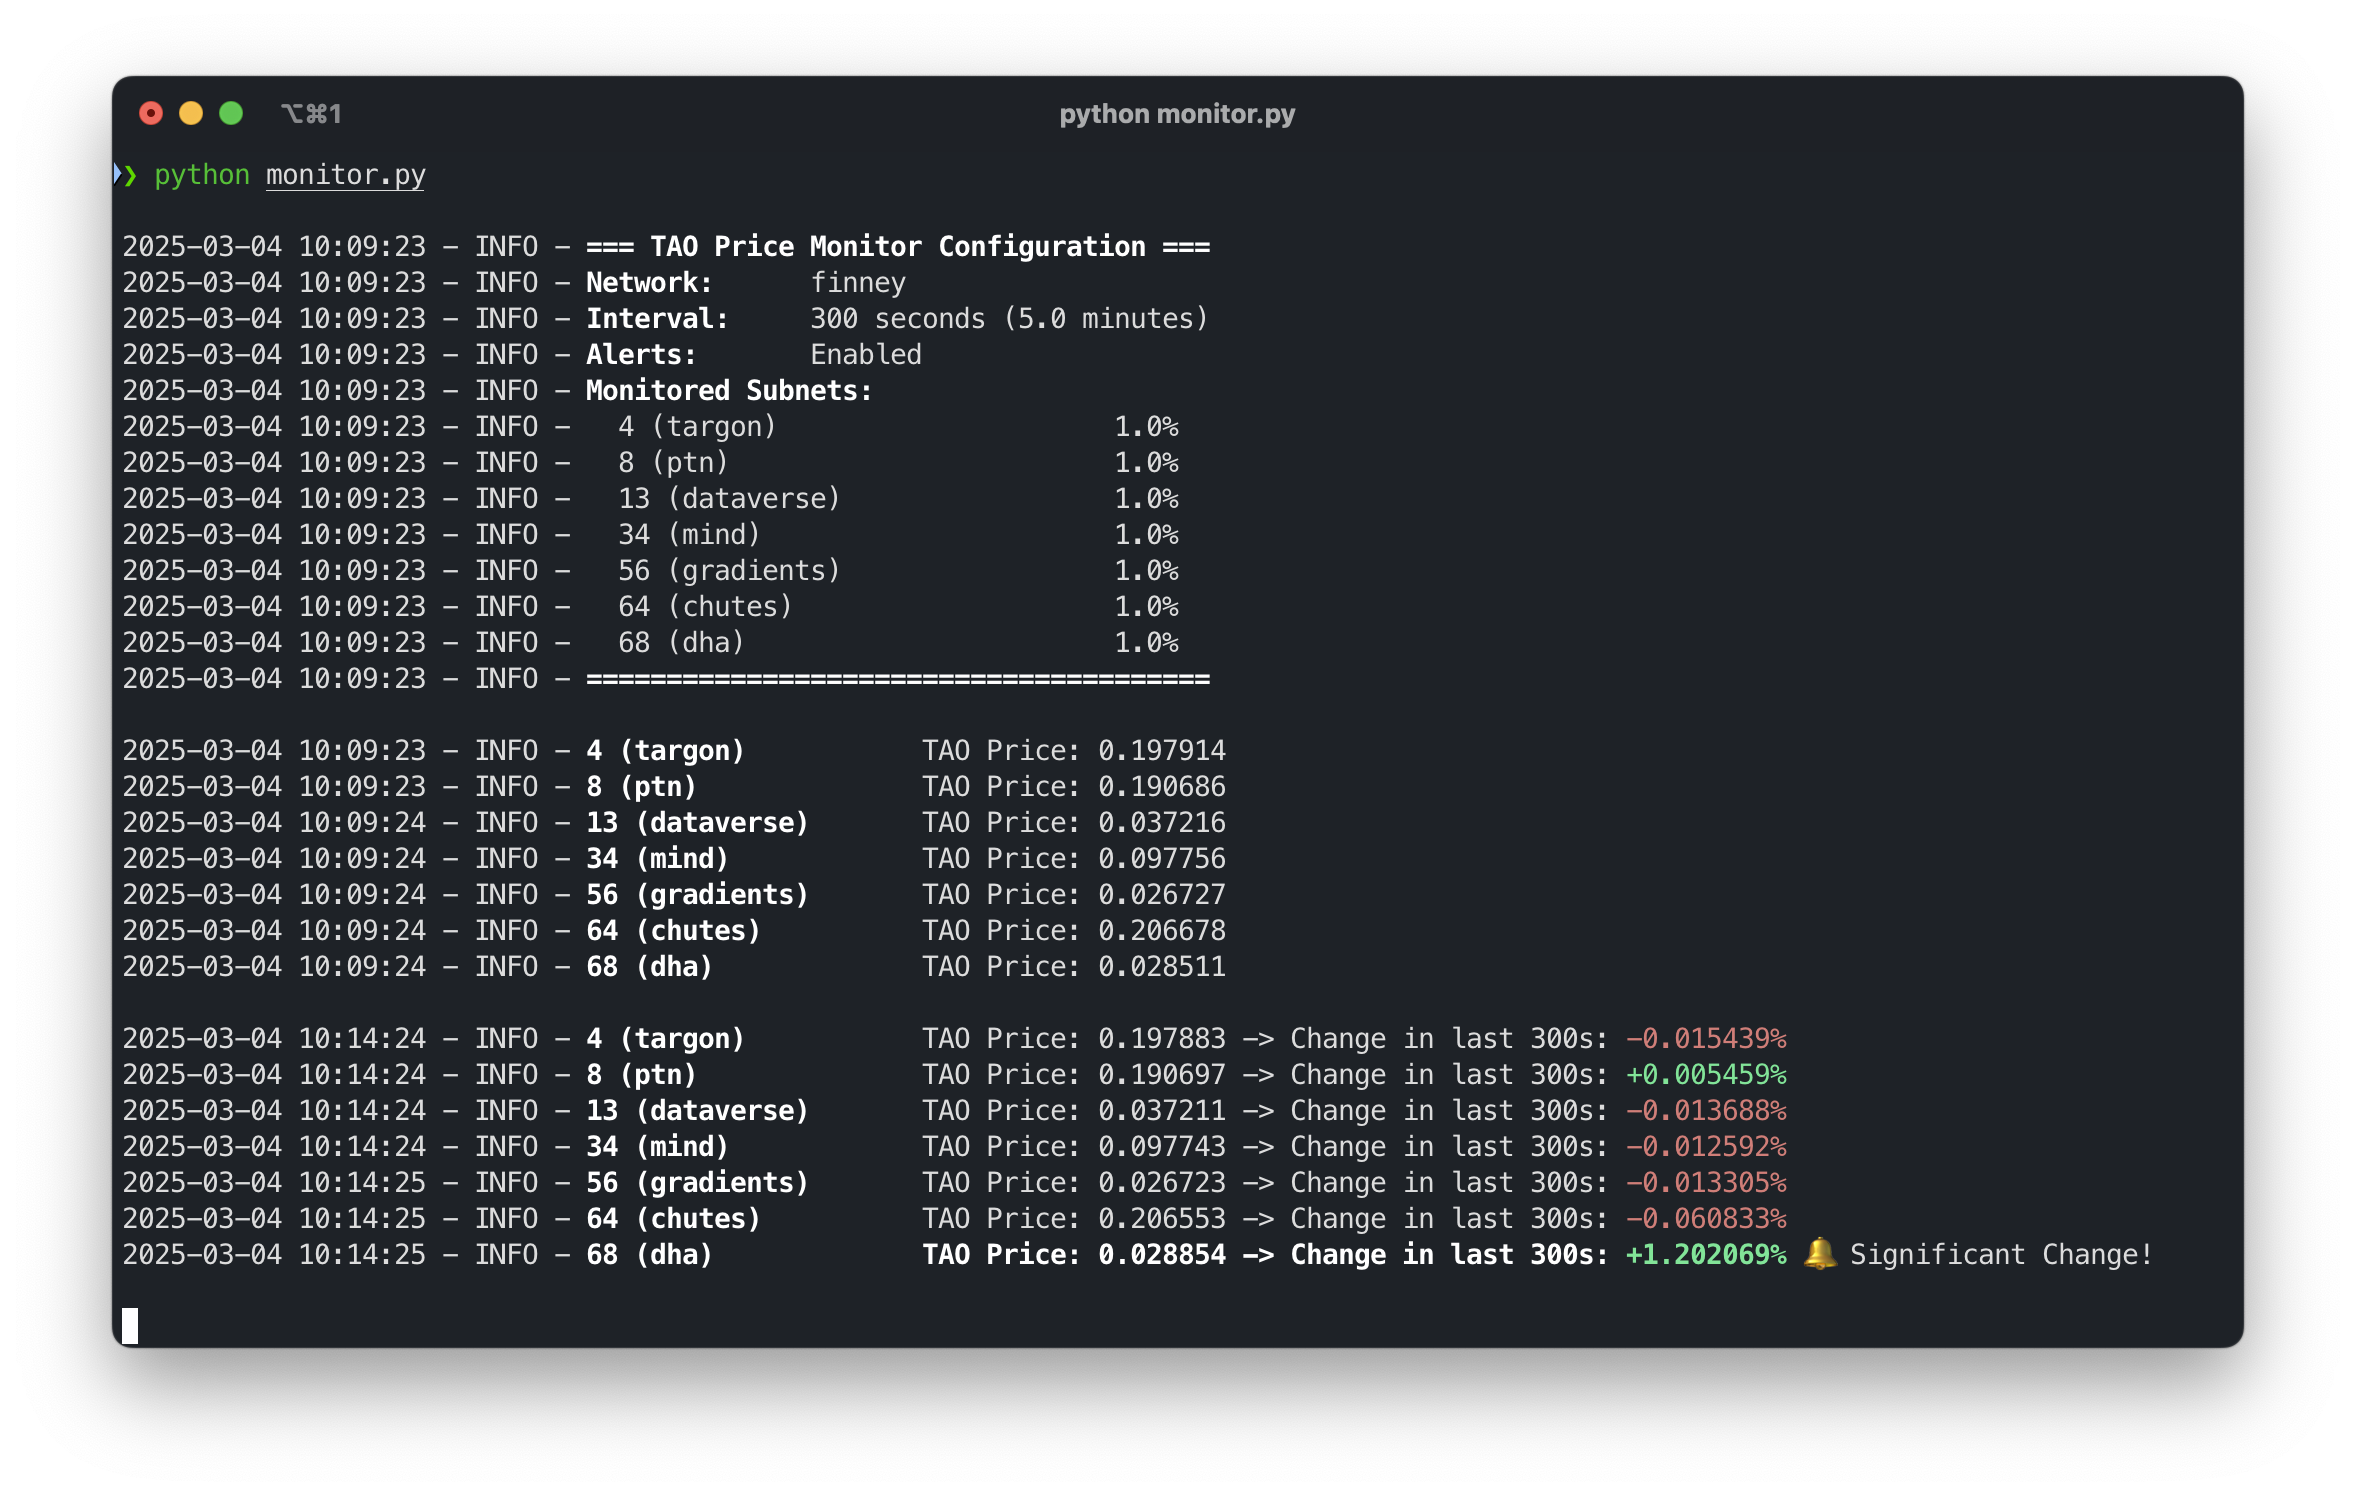 ⌥⌘1 python monitor.py
❯ python monitor.py
2025-03-04 10:09:23 - INFO - === TAO Price Monitor Configuration ===
2025-03-04 10:09:23 - INFO - Network: finney
2025-03-04 10:09:23 - INFO - Interval: 300 seconds (5.0 minutes)
2025-03-04 10:09:23 - INFO - Alerts: Enabled
2025-03-04 10:09:23 - INFO - Monitored Subnets:
2025-03-04 10:09:23 - INFO - 4 (targon) 1.0%
2025-03-04 10:09:23 - INFO - 8 (ptn) 1.0%
2025-03-04 10:09:23 - INFO - 13 (dataverse) 1.0%
2025-03-04 10:09:23 - INFO - 34 (mind) 1.0%
2025-03-04 10:09:23 - INFO - 56 (gradients) 1.0%
2025-03-04 10:09:23 - INFO - 64 (chutes) 1.0%
2025-03-04 10:09:23 - INFO - 68 (dha) 1.0%
2025-03-04 10:09:23 - INFO - =======================================
2025-03-04 10:09:23 - INFO - 4 (targon) TAO Price: 0.197914
2025-03-04 10:09:23 - INFO - 8 (ptn) TAO Price: 0.190686
2025-03-04 10:09:24 - INFO - 13 (dataverse) TAO Price: 0.037216
2025-03-04 10:09:24 - INFO - 34 (mind) TAO Price: 0.097756
2025-03-04 10:09:24 - INFO - 56 (gradients) TAO Price: 0.026727
2025-03-04 10:09:24 - INFO - 64 (chutes) TAO Price: 0.206678
2025-03-04 10:09:24 - INFO - 68 (dha) TAO Price: 0.028511
2025-03-04 10:14:24 - INFO - 4 (targon) TAO Price: 0.197883 -> Change in last 300s: -0.015439%
2025-03-04 10:14:24 - INFO - 8 (ptn) TAO Price: 0.190697 -> Change in last 300s: +0.005459%
2025-03-04 10:14:24 - INFO - 13 (dataverse) TAO Price: 0.037211 -> Change in last 300s: -0.013688%
2025-03-04 10:14:24 - INFO - 34 (mind) TAO Price: 0.097743 -> Change in last 300s: -0.012592%
2025-03-04 10:14:25 - INFO - 56 (gradients) TAO Price: 0.026723 -> Change in last 300s: -0.013305%
2025-03-04 10:14:25 - INFO - 64 (chutes) TAO Price: 0.206553 -> Change in last 300s: -0.060833%
2025-03-04 10:14:25 - INFO - 68 (dha) TAO Price: 0.028854 -> Change in last 300s: +1.202069% 🔔 Significant Change!